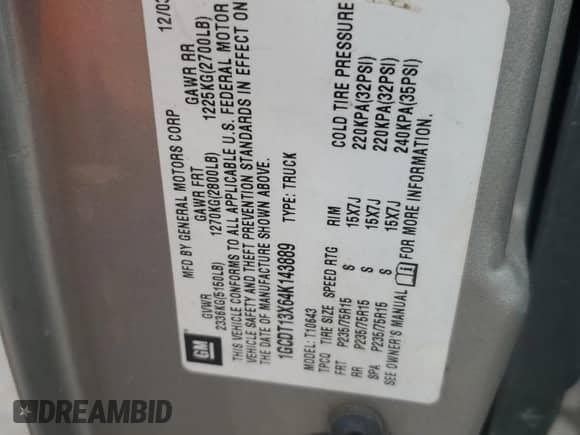 12/03
MFD BY GENERAL MOTORS CORP
GVWR GAWR FRT GAWR RR
2336KG(5150LB) 1270KG(2800LB) 1225KG(2700LB)
THIS VEHICLE CONFORMS TO ALL APPLICABLE U.S. FEDERAL MOTOR
VEHICLE SAFETY AND THEFT PREVENTION STANDARDS IN EFFECT ON
THE DATE OF MANUFACTURE SHOWN ABOVE.
GM
1GCDT13X64K143889 TYPE: TRUCK
MODEL: T10643
TPCO TIRE SIZE SPEED RTG RIM COLD TIRE PRESSURE
FRT P235/75R15 S 15X7J 220KPA(32PSI)
RR P235/75R15 S 15X7J 220KPA(32PSI)
SPA P235/75R15 S 15X7J 240KPA(35PSI)
SEE OWNER'S MANUAL FOR MORE INFORMATION.
DREAMBID